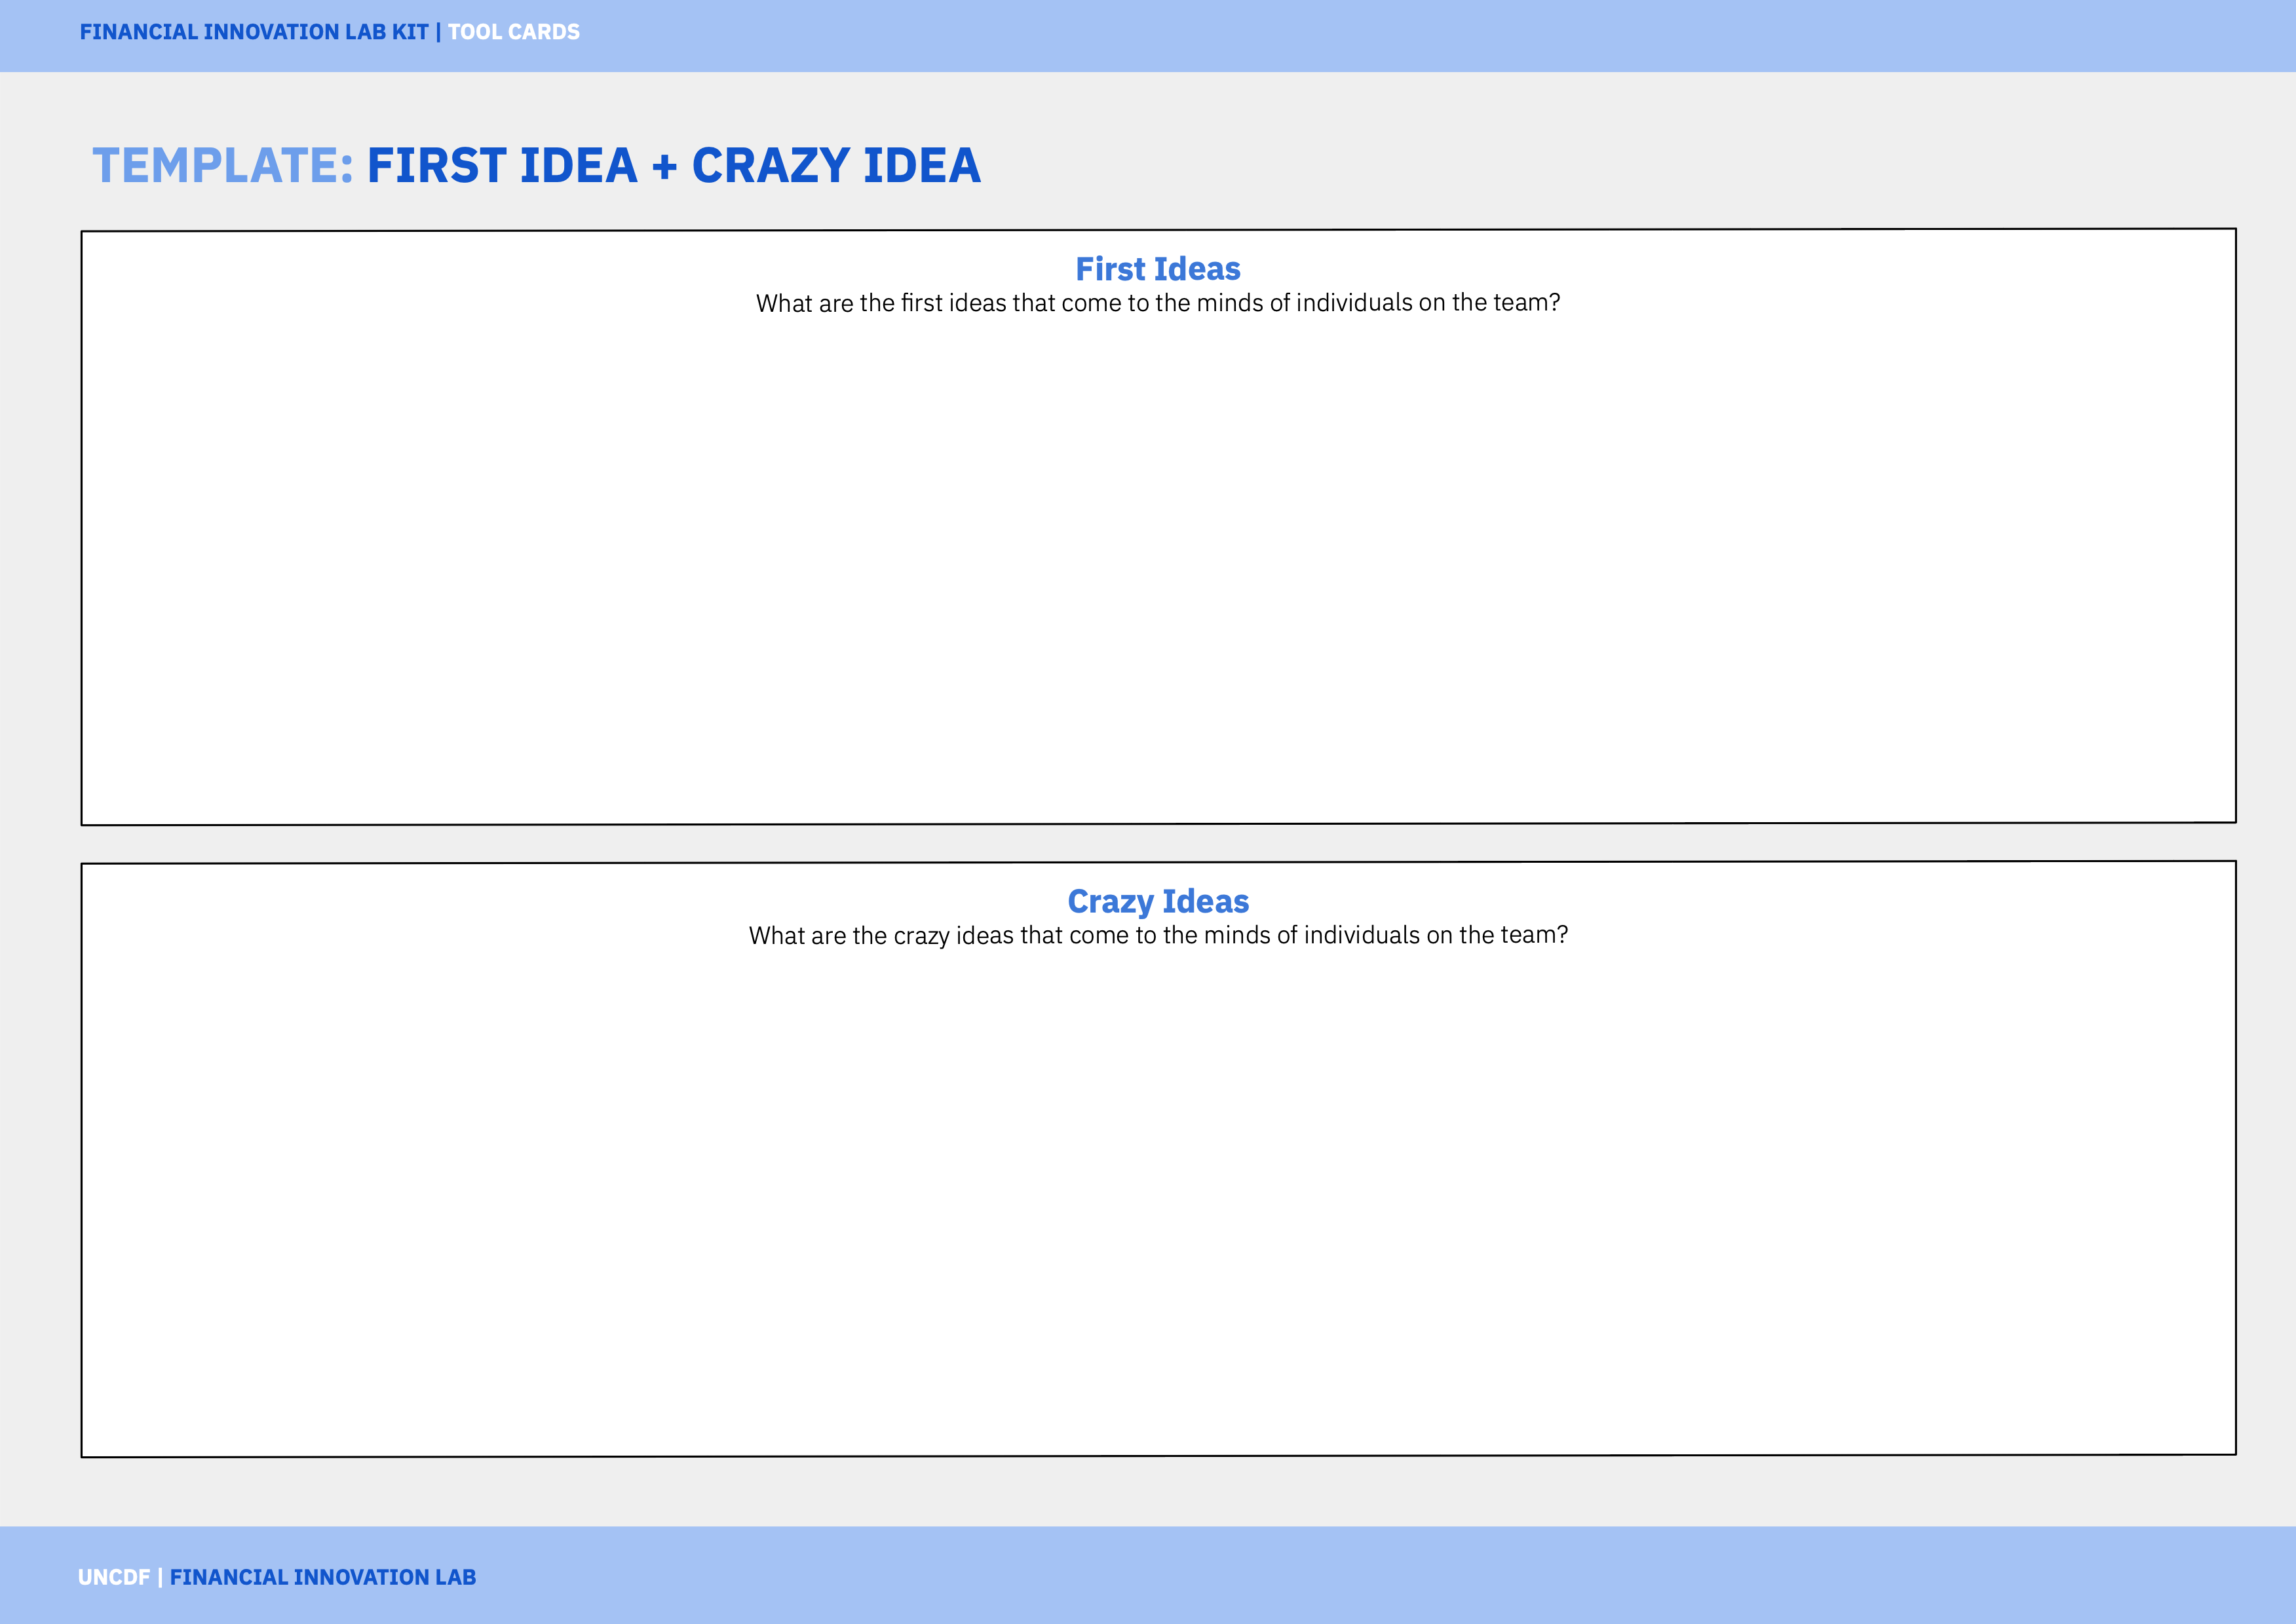 FINANCIAL INNOVATION LAB KIT | TOOL CARDS
TEMPLATE: FIRST IDEA + CRAZY IDEA
First Ideas
What are the first ideas that come to the minds of individuals on the team?
Crazy Ideas
What are the crazy ideas that come to the minds of individuals on the team?
UNCDF | FINANCIAL INNOVATION LAB